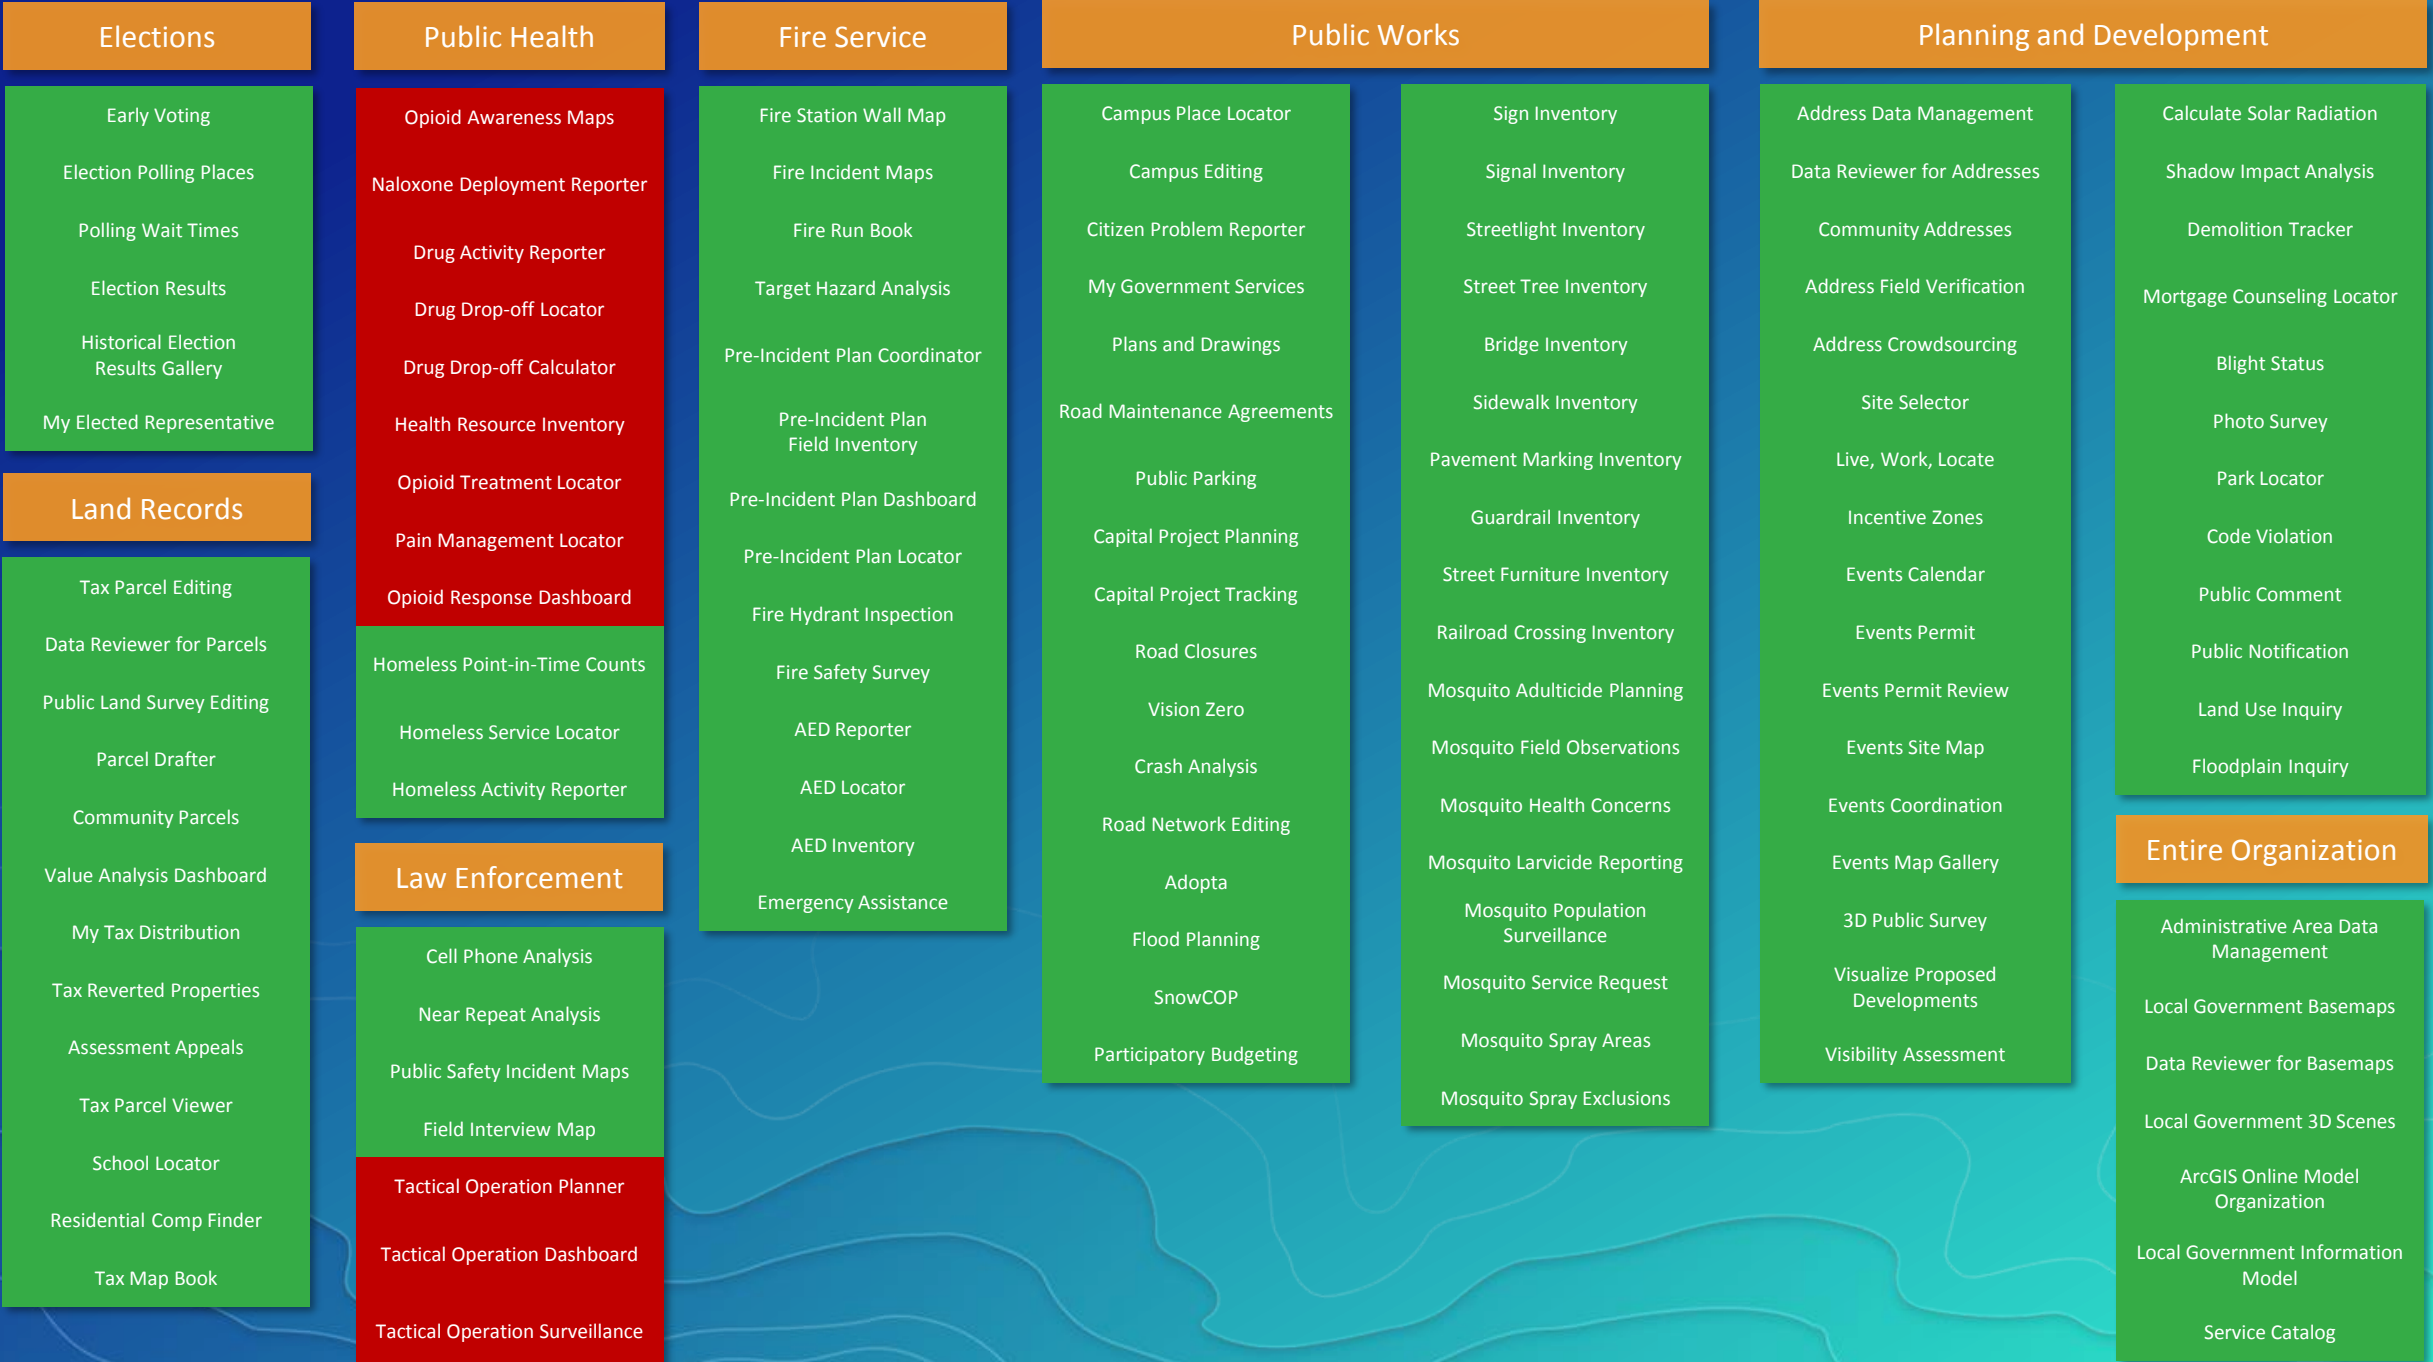 Elections
Early Voting
Election Polling Places
Polling Wait Times
Election Results
Historical Election
Results Gallery
My Elected Representative
Land Records
Tax Parcel Editing
Data Reviewer for Parcels
Public Land Survey Editing
Parcel Drafter
Community Parcels
Value Analysis Dashboard
My Tax Distribution
Tax Reverted Properties
Assessment Appeals
Tax Parcel Viewer
School Locator
Residential Comp Finder
Tax Map Book
Public Health
Opioid Awareness Maps
Naloxone Deployment Reporter
Drug Activity Reporter
Drug Drop-off Locator
Drug Drop-off Calculator
Health Resource Inventory
Opioid Treatment Locator
Pain Management Locator
Opioid Response Dashboard
Homeless Point-in-Time Counts
Homeless Service Locator
Homeless Activity Reporter
Law Enforcement
Cell Phone Analysis
Near Repeat Analysis
Public Safety Incident Maps
Field Interview Map
Tactical Operation Planner
Tactical Operation Dashboard
Tactical Operation Surveillance
Fire Service
Fire Station Wall Map
Fire Incident Maps
Fire Run Book
Target Hazard Analysis
Pre-Incident Plan Coordinator
Pre-Incident Plan
Field Inventory
Pre-Incident Plan Dashboard
Pre-Incident Plan Locator
Fire Hydrant Inspection
Fire Safety Survey
AED Reporter
AED Locator
AED Inventory
Emergency Assistance
Public Works
Campus Place Locator
Campus Editing
Citizen Problem Reporter
My Government Services
Plans and Drawings
Road Maintenance Agreements
Public Parking
Capital Project Planning
Capital Project Tracking
Road Closures
Vision Zero
Crash Analysis
Road Network Editing
Adopta
Flood Planning
SnowCOP
Participatory Budgeting
Sign Inventory
Signal Inventory
Streetlight Inventory
Street Tree Inventory
Bridge Inventory
Sidewalk Inventory
Pavement Marking Inventory
Guardrail Inventory
Street Furniture Inventory
Railroad Crossing Inventory
Mosquito Adulticide Planning
Mosquito Field Observations
Mosquito Health Concerns
Mosquito Larvicide Reporting
Mosquito Population
Surveillance
Mosquito Service Request
Mosquito Spray Areas
Mosquito Spray Exclusions
Planning and Development
Address Data Management
Data Reviewer for Addresses
Community Addresses
Address Field Verification
Address Crowdsourcing
Site Selector
Live, Work, Locate
Incentive Zones
Events Calendar
Events Permit
Events Permit Review
Events Site Map
Events Coordination
Events Map Gallery
3D Public Survey
Visualize Proposed
Developments
Visibility Assessment
Calculate Solar Radiation
Shadow Impact Analysis
Demolition Tracker
Mortgage Counseling Locator
Blight Status
Photo Survey
Park Locator
Code Violation
Public Comment
Public Notification
Land Use Inquiry
Floodplain Inquiry
Entire Organization
Administrative Area Data
Management
Local Government Basemaps
Data Reviewer for Basemaps
Local Government 3D Scenes
ArcGIS Online Model
Organization
Local Government Information
Model
Service Catalog